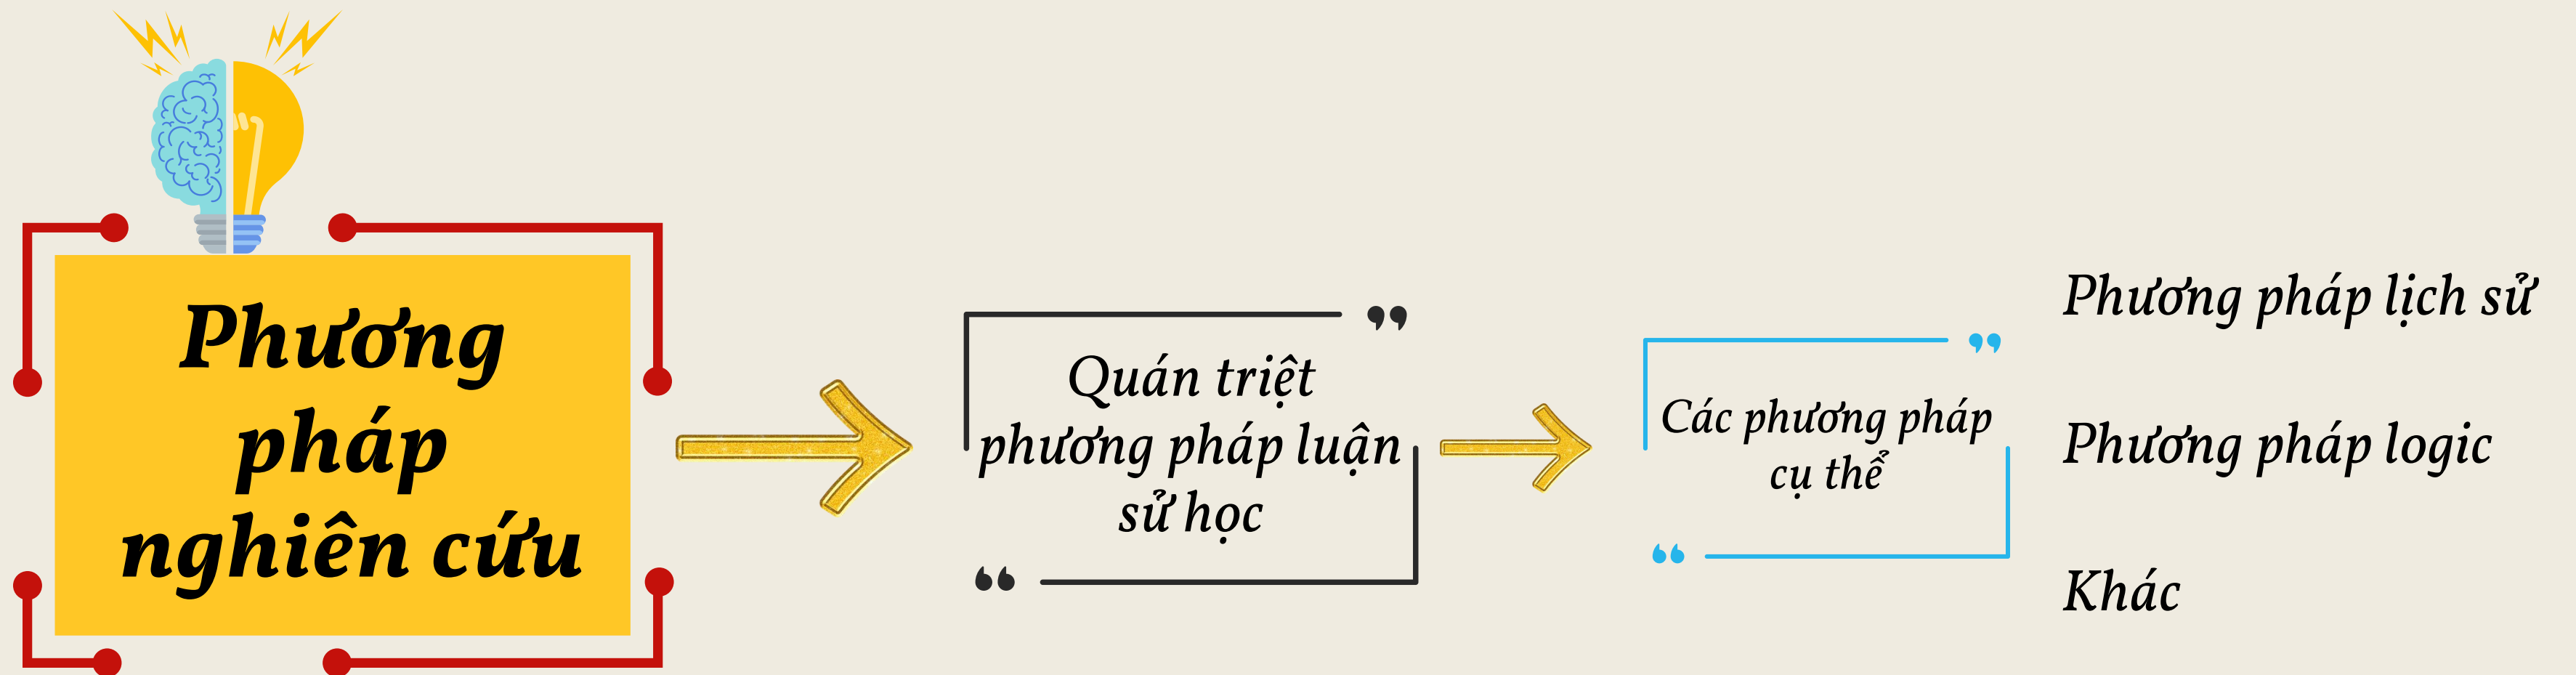 Phương
pháp
nghiên cứu
Quán triệt
phương pháp luận
sử học
Các phương pháp
cụ thể
Phương pháp lịch sử
Phương pháp logic
Khác